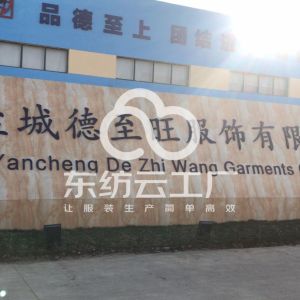 品德至上 团结
城德至旺服饰有限
Yancheng De Zhi Wang Garments
东纺云工厂
让服装生产简单高效